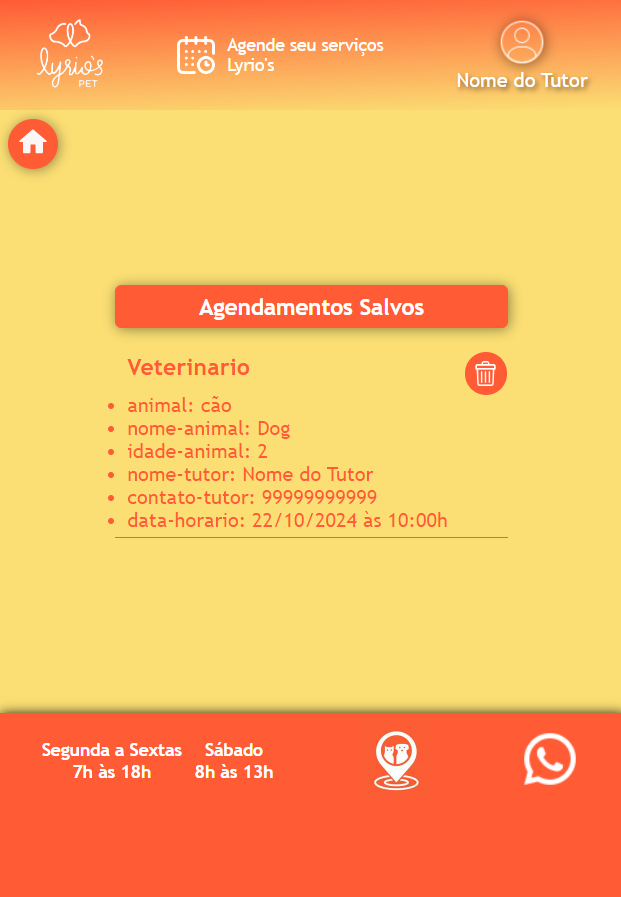 lyrio's
PET
Agende seu serviços
Lyrio's
Nome do Tutor
Agendamentos Salvos
Veterinario
animal: cão
nome-animal: Dog
idade-animal: 2
nome-tutor: Nome do Tutor
contato-tutor: 99999999999
data-horario: 22/10/2024 às 10:00h
Segunda a Sextas
7h às 18h
Sábado
8h às 13h